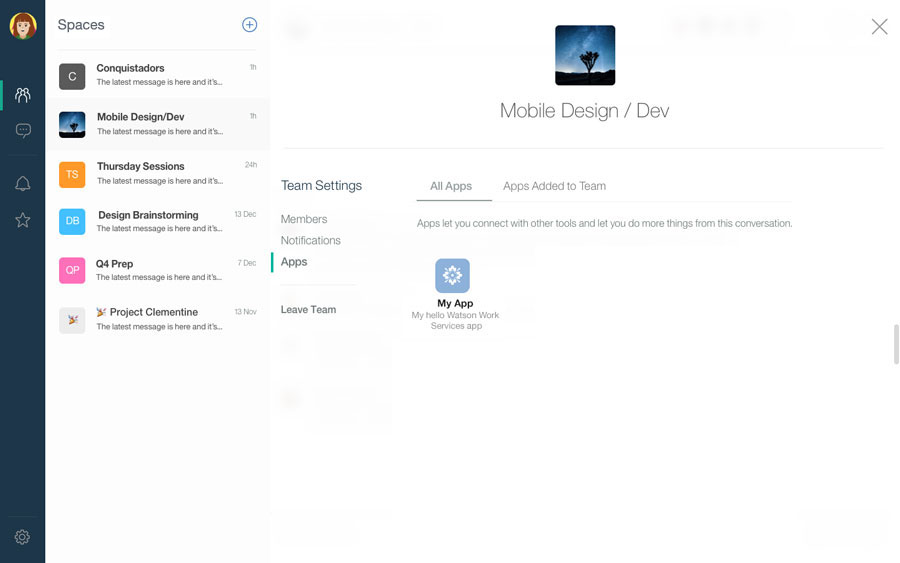 Spaces
C
Conquistadors
1h
The latest message is here and it's...
Mobile Design/Dev
1h
The latest message is here and it's...
TS
Thursday Sessions
24h
The latest message is here and it's...
DB
Design Brainstorming
13 Dec
The latest message is here and it's...
QP
Q4 Prep
7 Dec
The latest message is here and it's...
Project Clementine
13 Nov
The latest message is here and it's...
Mobile Design / Dev
Team Settings
Members
Notifications
Apps
Leave Team
All Apps
Apps Added to Team
Apps let you connect with other tools and let you do more things from this conversation.
My App
My hello Watson Work
Services app